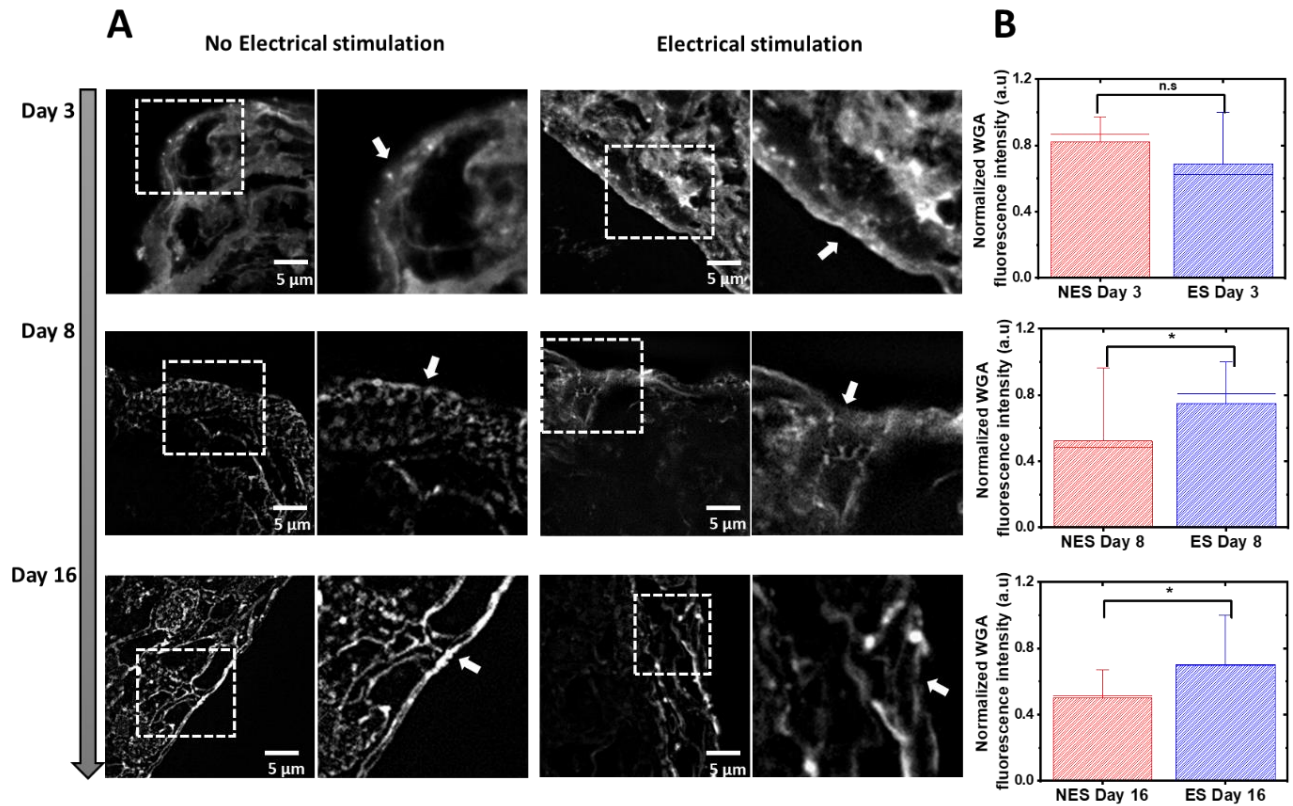 A
No Electrical stimulation
Electrical stimulation
B
Day 3
5 µm
5 µm
Normalized WGA
fluorescence intensity (a.u)
1.2
0.8
0.4
0.0
n.s
NES Day 3
ES Day 3
Day 8
5 µm
5 µm
Normalized WGA
fluorescence intensity (a.u)
1.2
0.8
0.4
0.0
*
NES Day 8
ES Day 8
Day 16
5 µm
5 µm
Normalized WGA
fluorescence intensity (a.u)
1.2
0.8
0.4
0.0
*
NES Day 16
ES Day 16